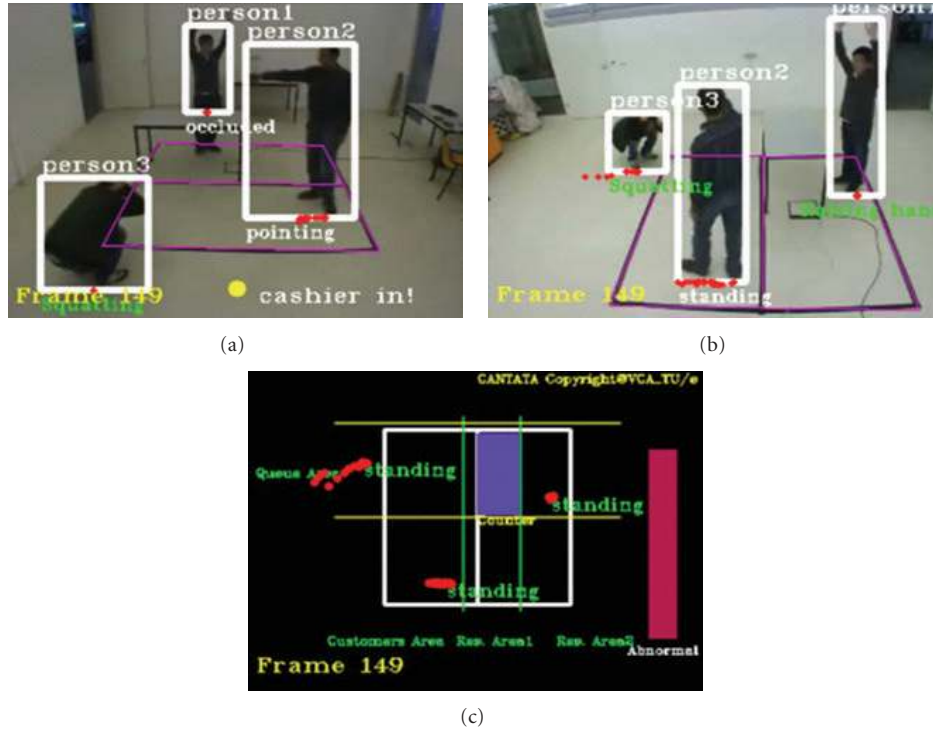 person1
person2
occluded
person3
pointing
Frame 149
Squatting
cashier in!
(a)
person1
person2
person3
Squatting
standing
Frame 149
(b)
CANTATA Copyright@VCA_TU/e
Queue Area
standing
standing
Counter
standing
Customers Area
Res. Area1
Res. Area2
Abnormal
Frame 149
(c)